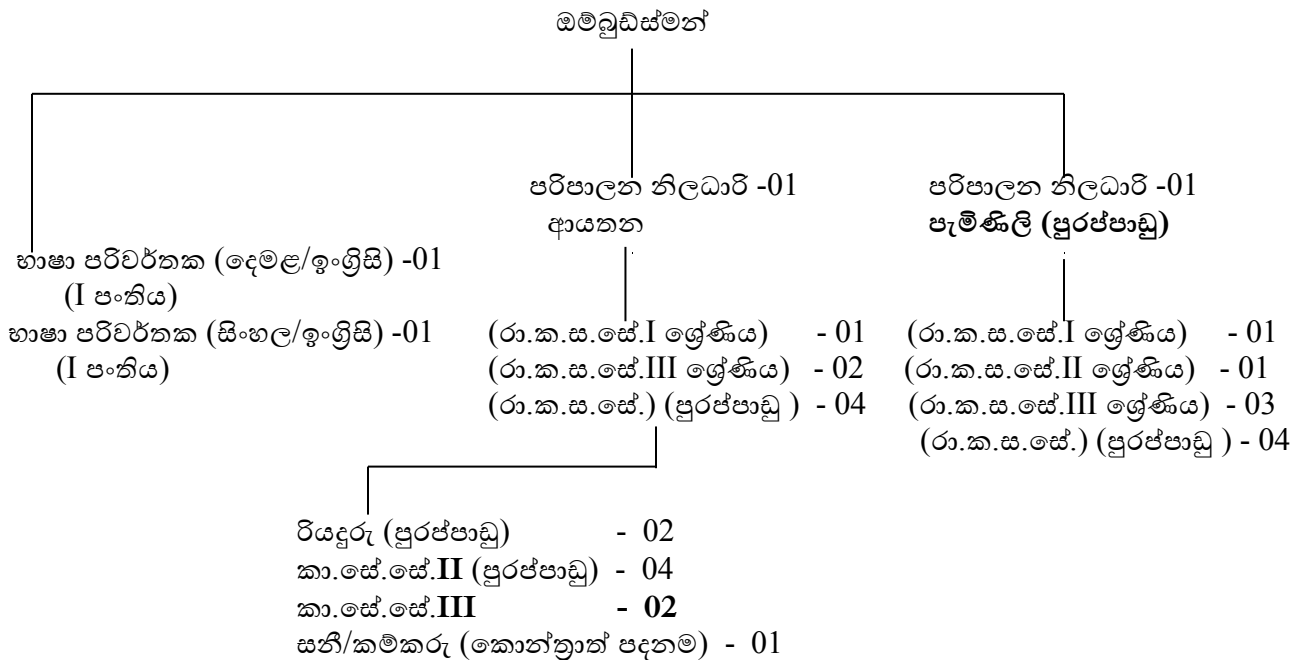 ඔම්බුඩ්ස්මන්
පරිපාලන නිලධාරි -01
ආයතන
පරිපාලන නිලධාරි -01
පැමිණිලි (පුරප්පාඩු)
භාෂා පරිවර්තක (දෙමළ/ඉංග්‍රිසි) -01
(I පංතිය)
භාෂා පරිවර්තක (සිංහල/ඉංග්‍රිසි) -01
(I පංතිය)
(රා.ක.ස.සේ.I ශ්‍රේණිය) - 01
(රා.ක.ස.සේ.III ශ්‍රේණිය) - 02
(රා.ක.ස.සේ.) (පුරප්පාඩු ) - 04
(රා.ක.ස.සේ.I ශ්‍රේණිය) - 01
(රා.ක.ස.සේ.II ශ්‍රේණිය) - 01
(රා.ක.ස.සේ.III ශ්‍රේණිය) - 03
(රා.ක.ස.සේ.) (පුරප්පාඩු ) - 04
රියදුරු (පුරප්පාඩු) - 02
කා.සේ.සේ.II (පුරප්පාඩු) - 04
කා.සේ.සේ.III - 02
සනී/කම්කරු (කොන්ත්‍රාත් පදනම) - 01